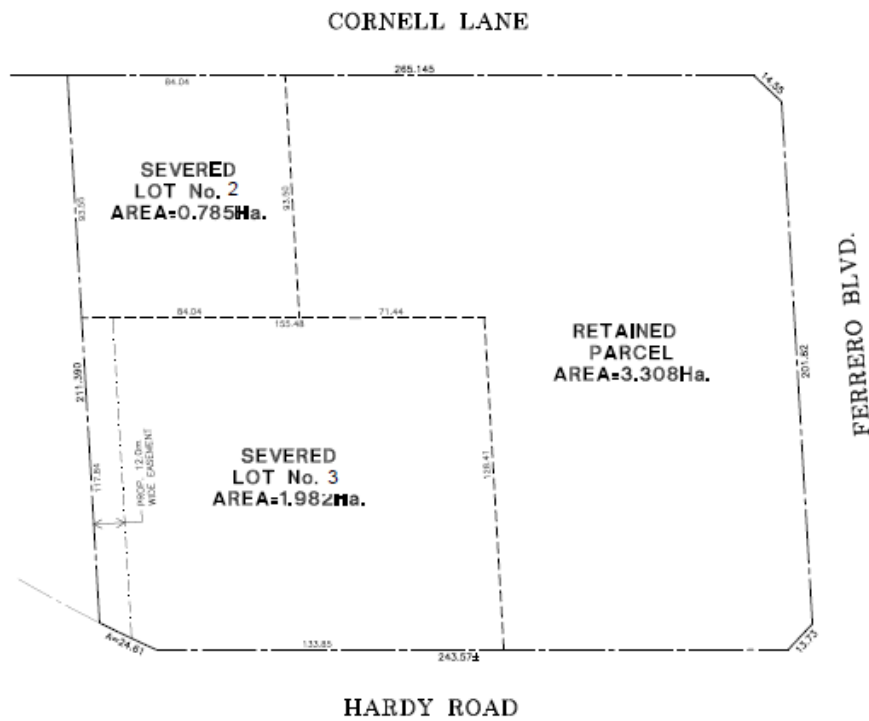 CORNELL LANE
265.145
84.04
14.55
SEVERED
LOT No. 2
AREA=0.785Ha.
93.55
93.50
FERRERO BLVD.
84.04
71.44
155.48
RETAINED
PARCEL
AREA=3.308Ha.
201.62
211.390
PROP. 12.0m
WIDE EASEMENT
117.84
SEVERED
LOT No. 3
AREA=1.982Ha.
128.41
A=24.61
133.85
243.57±
13.73
HARDY ROAD